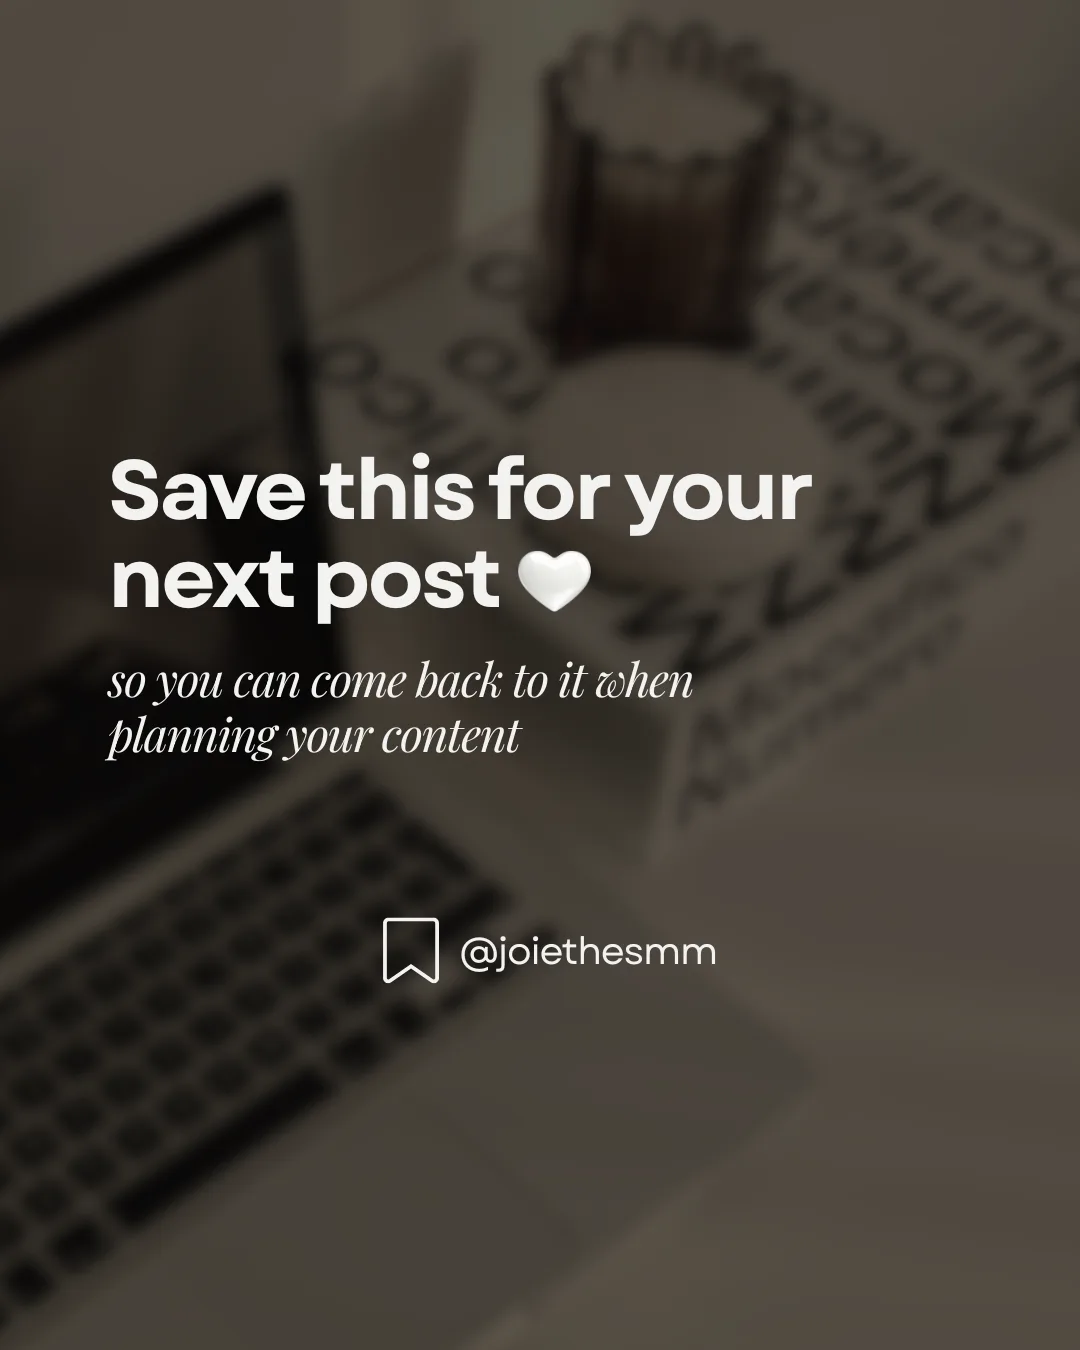 Save this for your
next post 🤍
so you can come back to it when
planning your content
@joiethesmm